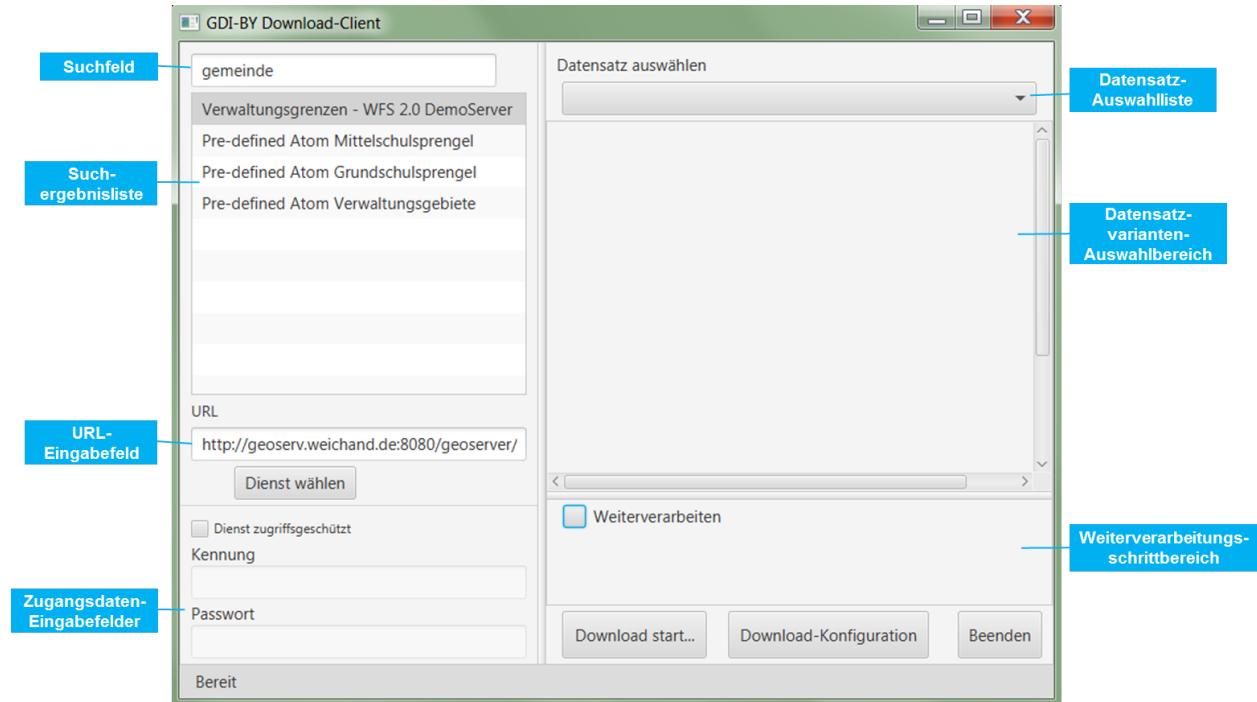 GDI-BY Download-Client
Suchfeld
gemeinde
Verwaltungsgrenzen - WFS 2.0 DemoServer
Pre-defined Atom Mittelschulsprengel
Pre-defined Atom Grundschulsprengel
Pre-defined Atom Verwaltungsgebiete
Such-
ergebnisliste
URL
URL-
Eingabefeld
http://geoserv.weichand.de:8080/geoserver/
Dienst wählen
Dienst zugriffsgeschützt
Kennung
Zugangsdaten-
Eingabefelder
Passwort
Datensatz auswählen
Datensatz-
Auswahlliste
Datensatz-
varianten-
Auswahlbereich
Weiterverarbeiten
Weiterverarbeitungs-
schrittbereich
Download start...
Download-Konfiguration
Beenden
Bereit